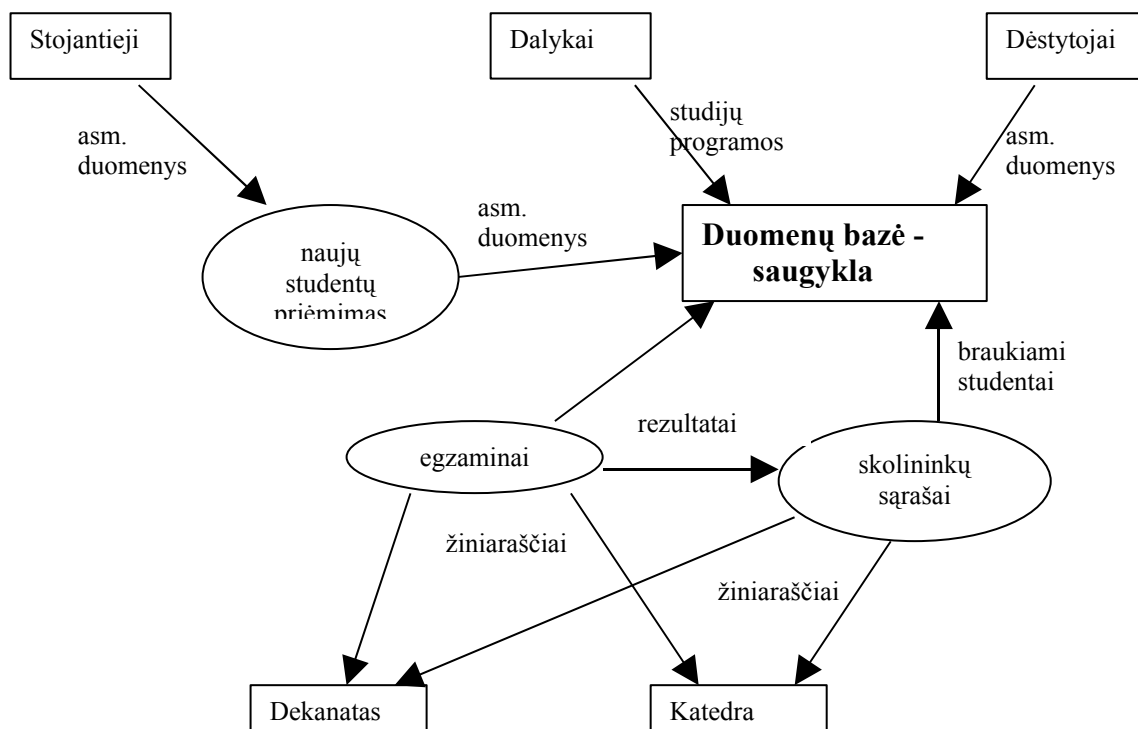 Stojantieji
Dalykai
Dėstytojai
asm.
duomenys
studijų
programos
asm.
duomenys
asm.
duomenys
naujų
studentų
priėmimas
Duomenų bazė -
saugykla
braukiami
studentai
rezultatai
egzaminai
skolininkų
sąrašai
žiniaraščiai
žiniaraščiai
Dekanatas
Katedra